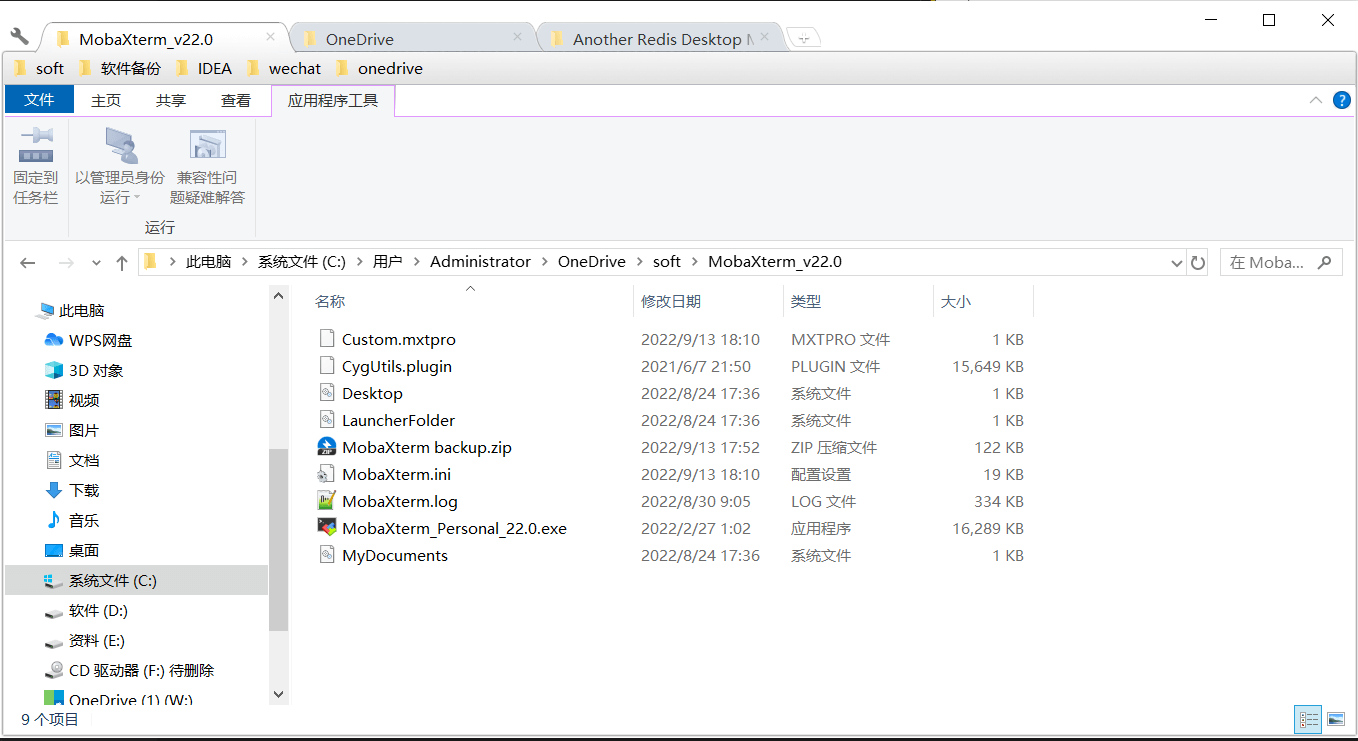 MobaXterm_v22.0 OneDrive Another Redis Desktop
soft 软件备份 IDEA wechat onedrive
文件 主页 共享 查看 应用程序工具
固定到任务栏
以管理员身份运行
兼容性问题疑难解答
运行
此电脑 系统文件 (C:) 用户 Administrator OneDrive soft MobaXterm_v22.0 在 Moba...
名称 修改日期 类型 大小
Custom.mxtpro 2022/9/13 18:10 MXTPRO 文件 1 KB
CygUtils.plugin 2021/6/7 21:50 PLUGIN 文件 15,649 KB
Desktop 2022/8/24 17:36 系统文件 1 KB
LauncherFolder 2022/8/24 17:36 系统文件 1 KB
MobaXterm backup.zip 2022/9/13 17:52 ZIP 压缩文件 122 KB
MobaXterm.ini 2022/9/13 18:10 配置设置 19 KB
MobaXterm.log 2022/8/30 9:05 LOG 文件 334 KB
MobaXterm_Personal_22.0.exe 2022/2/27 1:02 应用程序 16,289 KB
MyDocuments 2022/8/24 17:36 系统文件 1 KB
此电脑
WPS网盘
3D 对象
视频
图片
文档
下载
音乐
桌面
系统文件 (C:)
软件 (D:)
资料 (E:)
CD 驱动器 (F:) 待删除
OneDrive (1) (W:)
9 个项目